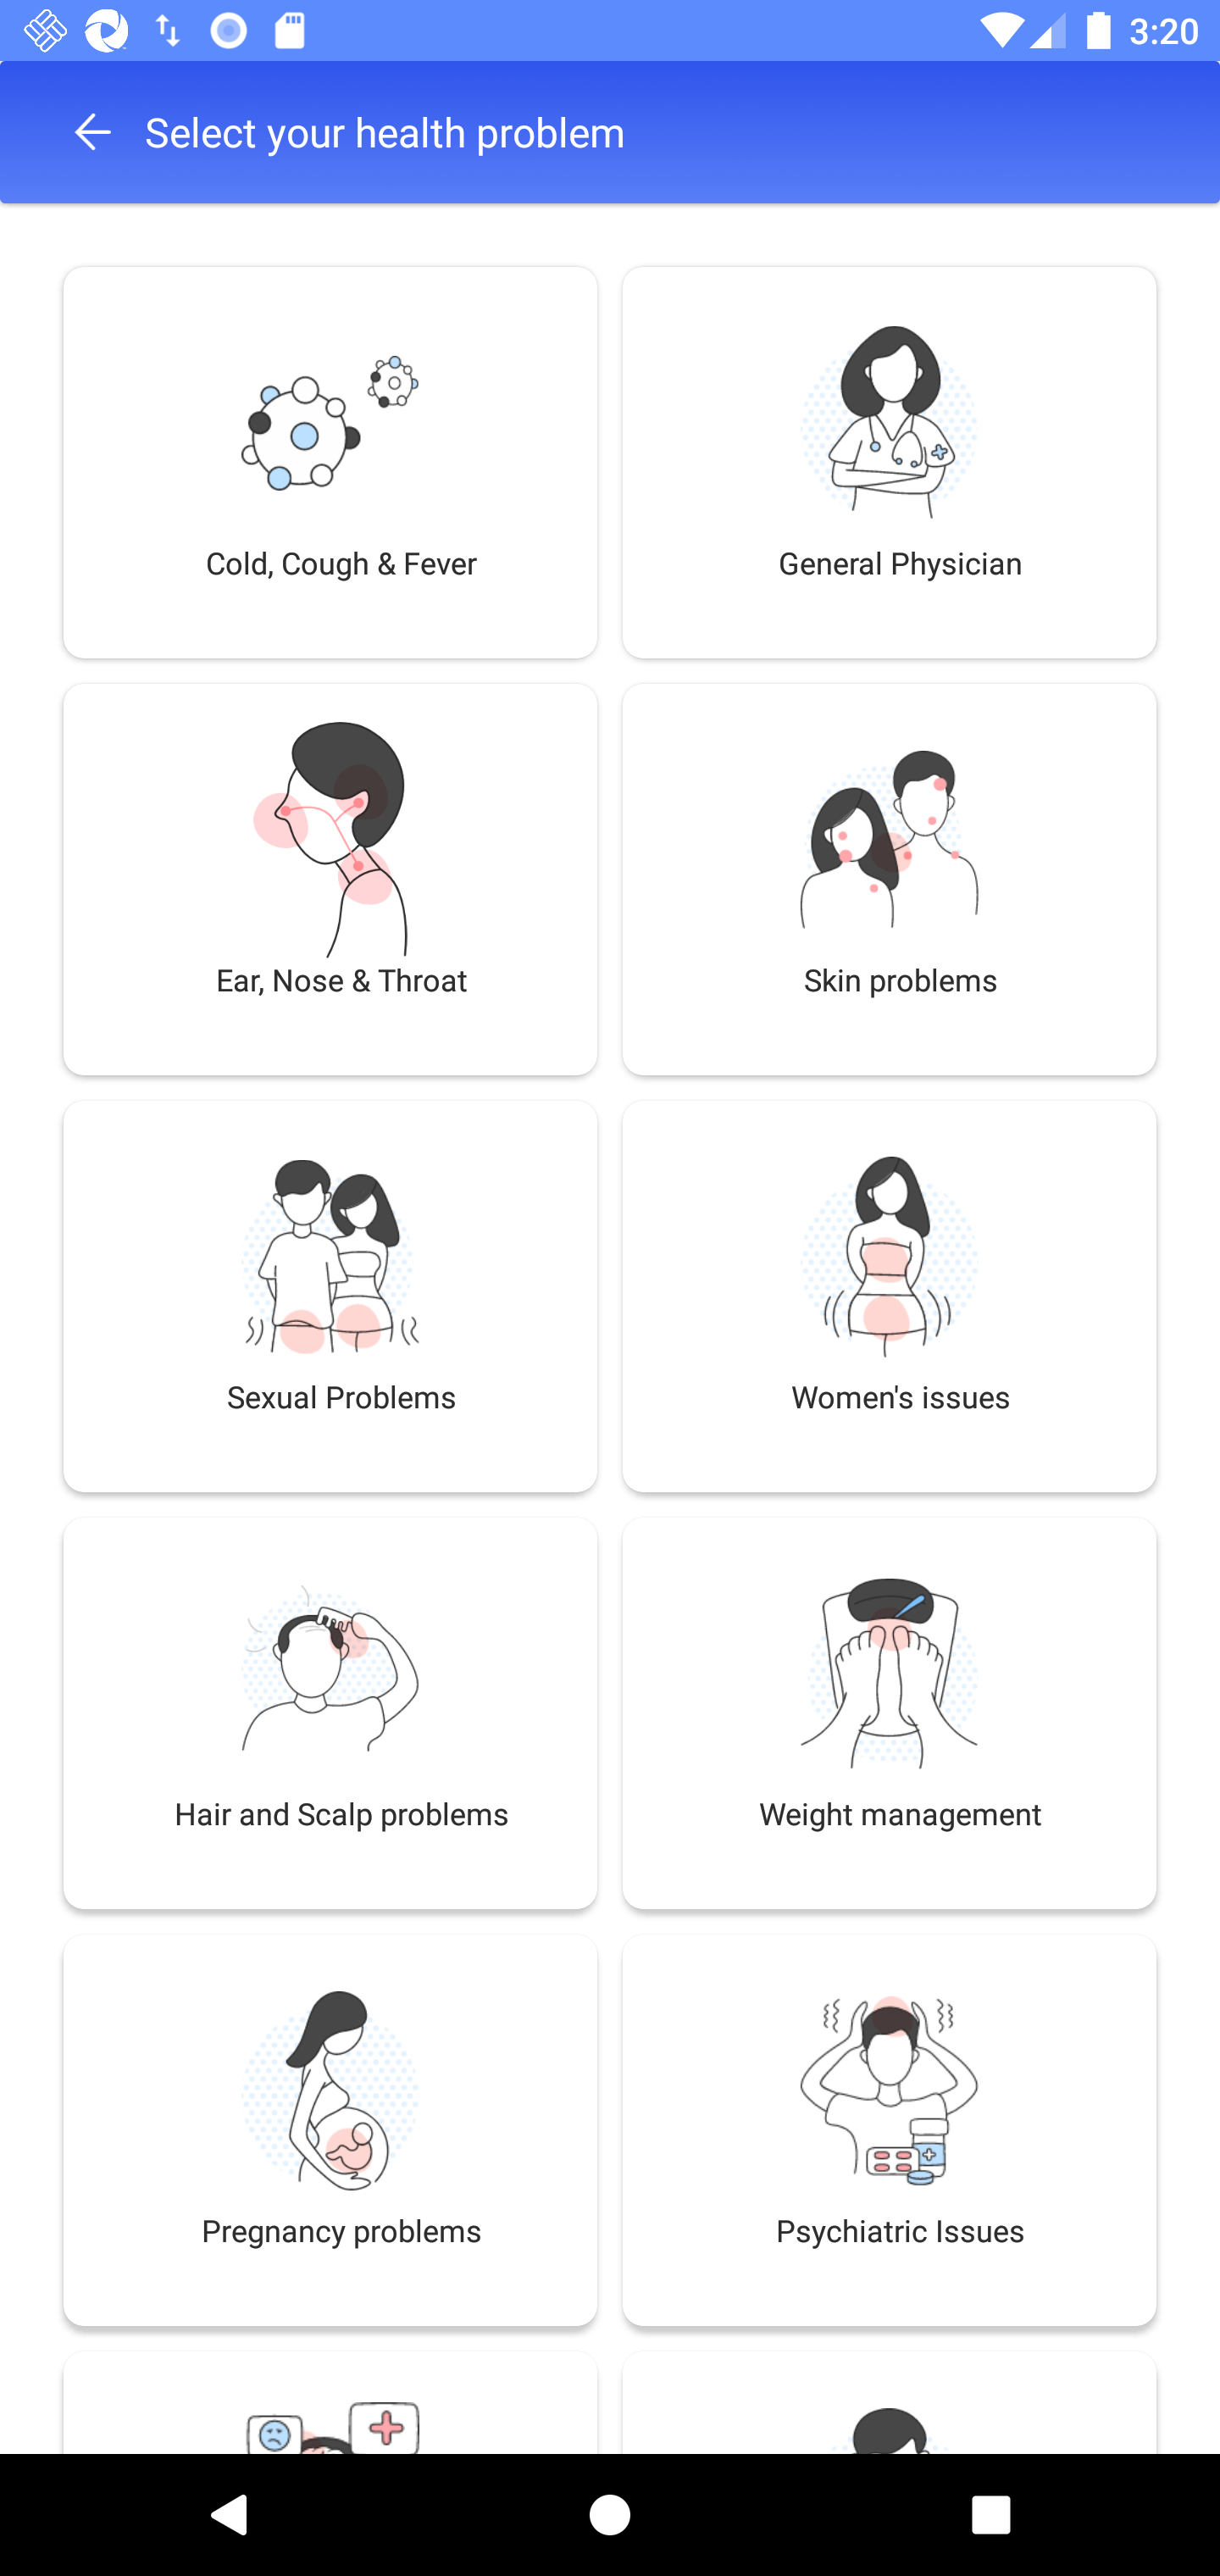 3:20
Select your health problem
Cold, Cough & Fever
General Physician
Ear, Nose & Throat
Skin problems
Sexual Problems
Women's issues
Hair and Scalp problems
Weight management
Pregnancy problems
Psychiatric Issues